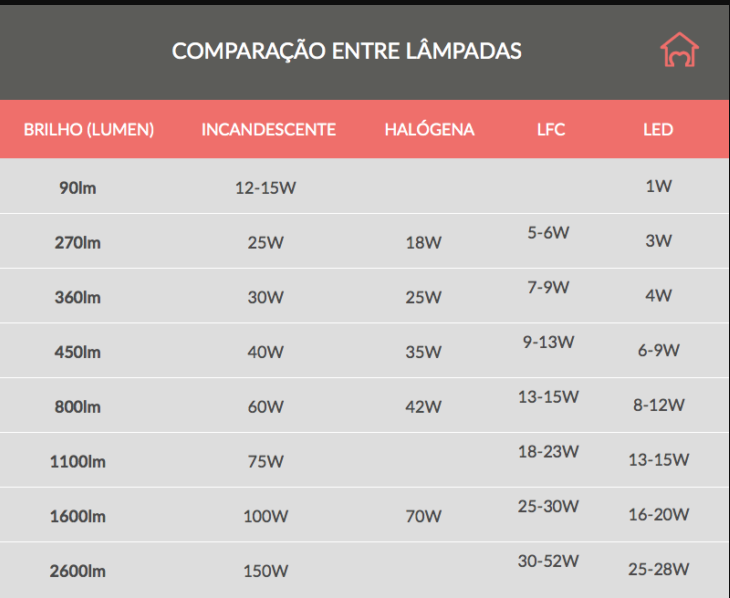 COMPARAÇÃO ENTRE LÂMPADAS
BRILHO (LUMEN) INCANDESCENTE HALÓGENA LFC LED
90lm 12-15W 1W
270lm 25W 18W 5-6W 3W
360lm 30W 25W 7-9W 4W
450lm 40W 35W 9-13W 6-9W
800lm 60W 42W 13-15W 8-12W
1100lm 75W 18-23W 13-15W
1600lm 100W 70W 25-30W 16-20W
2600lm 150W 30-52W 25-28W